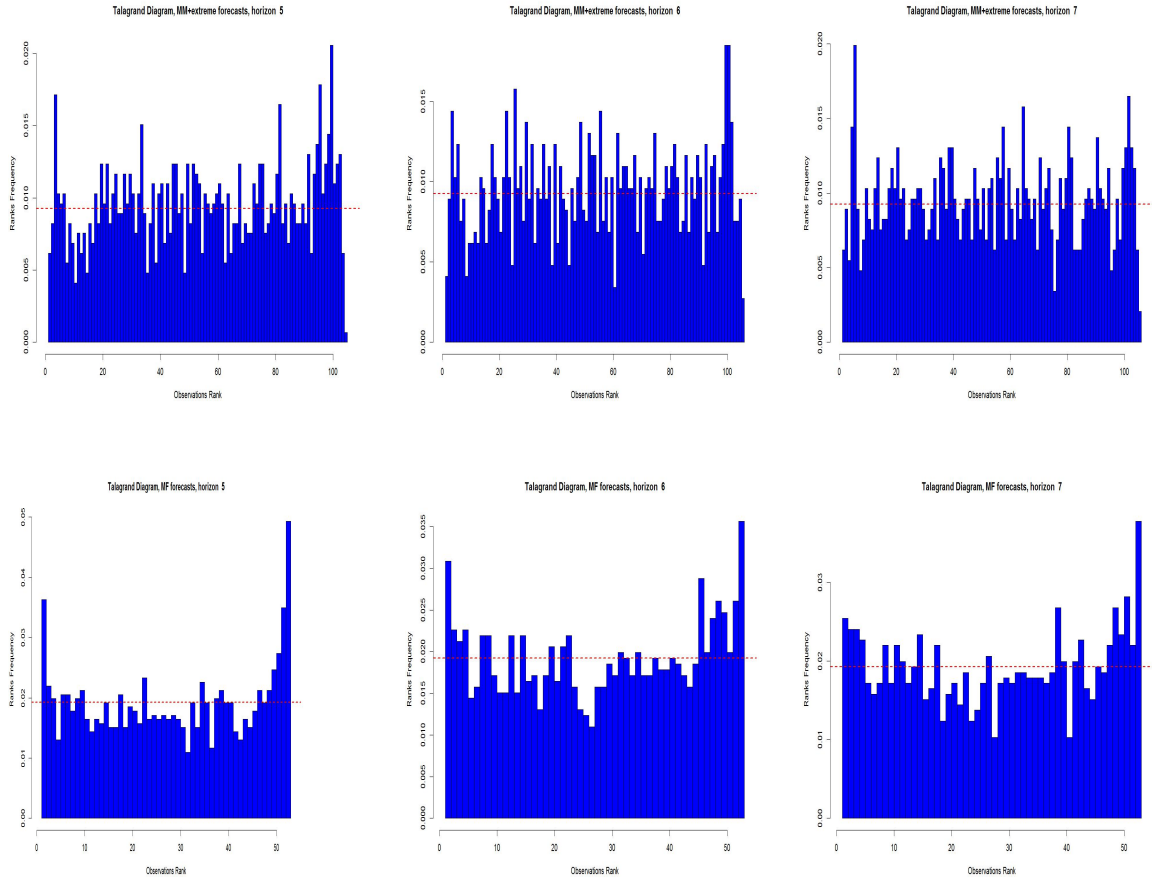 Talagrand Diagram, MM+extreme forecasts, horizon 5
Ranks Frequency
0.000 0.005 0.010 0.015 0.020
0 20 40 60 80 100
Observations Rank
Talagrand Diagram, MM+extreme forecasts, horizon 6
Ranks Frequency
0.000 0.005 0.010 0.015
0 20 40 60 80 100
Observations Rank
Talagrand Diagram, MM+extreme forecasts, horizon 7
Ranks Frequency
0.000 0.005 0.010 0.015 0.020
0 20 40 60 80 100
Observations Rank
Talagrand Diagram, MF forecasts, horizon 5
Ranks Frequency
0.00 0.01 0.02 0.03 0.04 0.05
0 10 20 30 40 50
Observations Rank
Talagrand Diagram, MF forecasts, horizon 6
Ranks Frequency
0.000 0.005 0.010 0.015 0.020 0.025 0.030 0.035
0 10 20 30 40 50
Observations Rank
Talagrand Diagram, MF forecasts, horizon 7
Ranks Frequency
0.00 0.01 0.02 0.03
0 10 20 30 40 50
Observations Rank